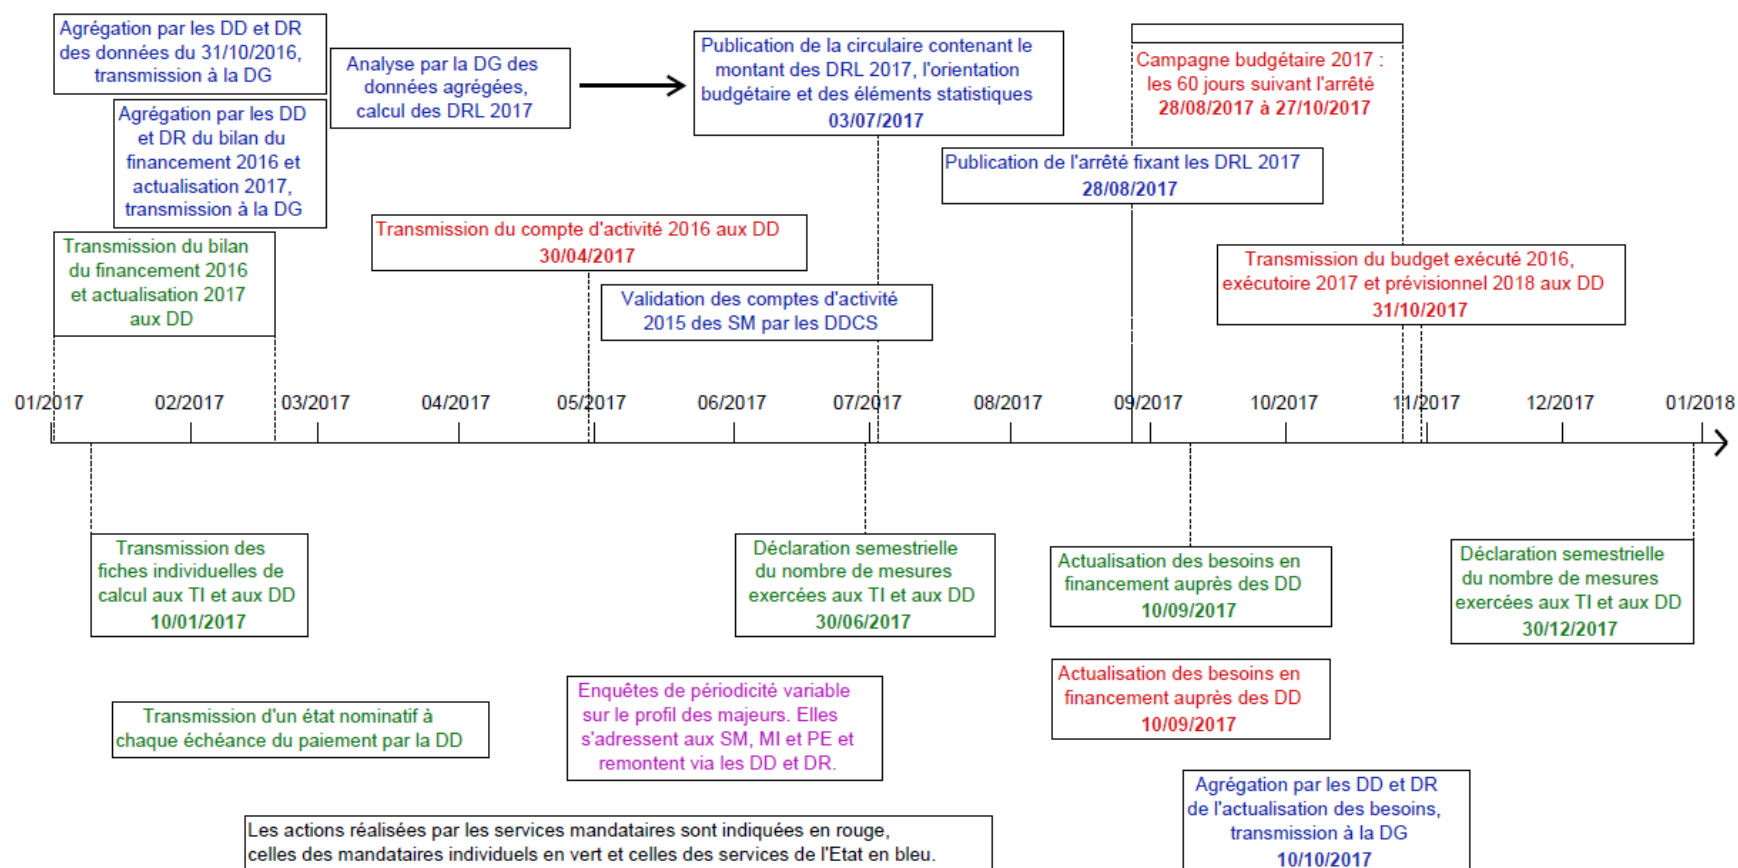 Agrégation par les DD et DR
des données du 31/10/2016,
transmission à la DG
Agrégation par les DD
et DR du bilan du
financement 2016 et
actualisation 2017,
transmission à la DG
Transmission du bilan
du financement 2016
et actualisation 2017
aux DD
Analyse par la DG des
données agrégées,
calcul des DRL 2017
Publication de la circulaire contenant le
montant des DRL 2017, l'orientation
budgétaire et des éléments statistiques
03/07/2017
Campagne budgétaire 2017 :
les 60 jours suivant l'arrêté
28/08/2017 à 27/10/2017
Publication de l'arrêté fixant les DRL 2017
28/08/2017
Transmission du compte d'activité 2016 aux DD
30/04/2017
Validation des comptes d'activité
2015 des SM par les DDCS
Transmission du budget exécuté 2016,
exécutoire 2017 et prévisionnel 2018 aux DD
31/10/2017
01/2017 02/2017 03/2017 04/2017 05/2017 06/2017 07/2017 08/2017 09/2017 10/2017 11/2017 12/2017 01/2018
Transmission des
fiches individuelles de
calcul aux TI et aux DD
10/01/2017
Déclaration semestrielle
du nombre de mesures
exercées aux TI et aux DD
30/06/2017
Actualisation des besoins en
financement auprès des DD
10/09/2017
Déclaration semestrielle
du nombre de mesures
exercées aux TI et aux DD
30/12/2017
Actualisation des besoins en
financement auprès des DD
10/09/2017
Transmission d'un état nominatif à
chaque échéance du paiement par la DD
Enquêtes de périodicité variable
sur le profil des majeurs. Elles
s'adressent aux SM, MI et PE et
remontent via les DD et DR.
Agrégation par les DD et DR
de l'actualisation des besoins,
transmission à la DG
10/10/2017
Les actions réalisées par les services mandataires sont indiquées en rouge,
celles des mandataires individuels en vert et celles des services de l'Etat en bleu.